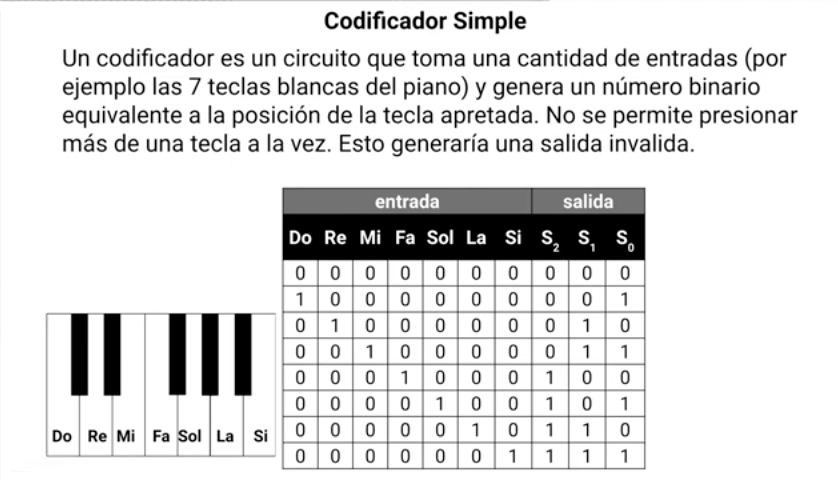 Codificador Simple
Un codificador es un circuito que toma una cantidad de entradas (por
ejemplo las 7 teclas blancas del piano) y genera un número binario
equivalente a la posición de la tecla apretada. No se permite presionar
más de una tecla a la vez. Esto generaría una salida invalida.
entrada salida
Do Re Mi Fa Sol La Si S₂ S₁ S₀
0 0 0 0 0 0 0 0 0 0
1 0 0 0 0 0 0 0 0 1
0 1 0 0 0 0 0 0 1 0
0 0 1 0 0 0 0 0 1 1
0 0 0 1 0 0 0 1 0 0
0 0 0 0 1 0 0 1 0 1
0 0 0 0 0 1 0 1 1 0
0 0 0 0 0 0 1 1 1 1
Do Re Mi Fa Sol La Si